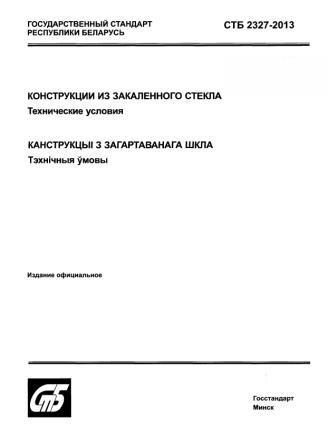 ГОСУДАРСТВЕННЫЙ СТАНДАРТ
РЕСПУБЛИКИ БЕЛАРУСЬ
СТБ 2327-2013
КОНСТРУКЦИИ ИЗ ЗАКАЛЕННОГО СТЕКЛА
Технические условия
КАНСТРУКЦЫІ З ЗАГАРТАВАНАГА ШКЛА
Тэхнічныя ўмовы
Издание официальное
СТБ
Госстандарт
Минск